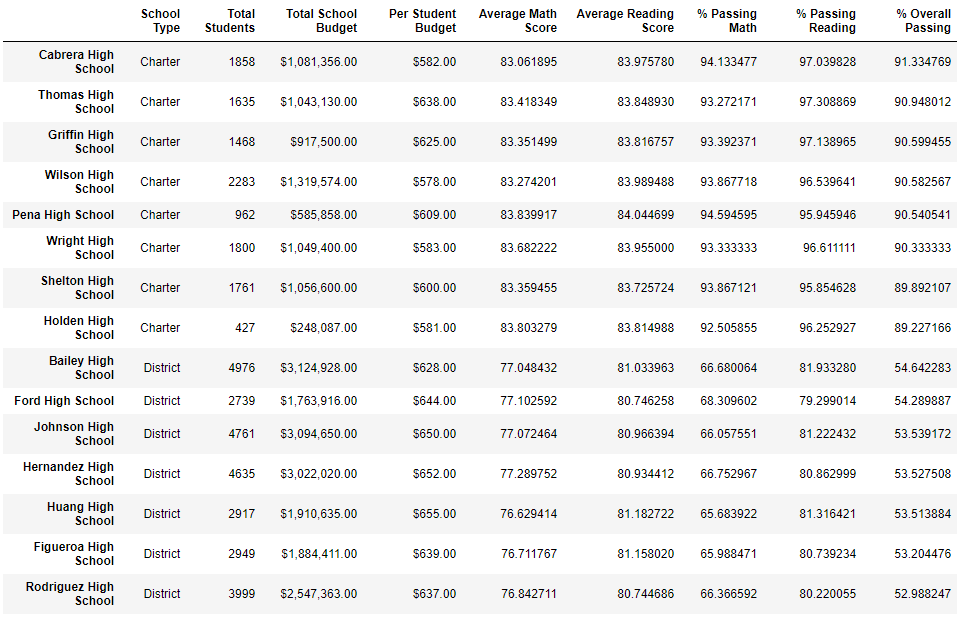 School Type Total Students Total School Budget Per Student Budget Average Math Score Average Reading Score % Passing Math % Passing Reading % Overall Passing
Cabrera High School Charter 1858 $1,081,356.00 $582.00 83.061895 83.975780 94.133477 97.039828 91.334769
Thomas High School Charter 1635 $1,043,130.00 $638.00 83.418349 83.848930 93.272171 97.308869 90.948012
Griffin High School Charter 1468 $917,500.00 $625.00 83.351499 83.816757 93.392371 97.138965 90.599455
Wilson High School Charter 2283 $1,319,574.00 $578.00 83.274201 83.989488 93.867718 96.539641 90.582567
Pena High School Charter 962 $585,858.00 $609.00 83.839917 84.044699 94.594595 95.945946 90.540541
Wright High School Charter 1800 $1,049,400.00 $583.00 83.682222 83.955000 93.333333 96.611111 90.333333
Shelton High School Charter 1761 $1,056,600.00 $600.00 83.359455 83.725724 93.867121 95.854628 89.892107
Holden High School Charter 427 $248,087.00 $581.00 83.803279 83.814988 92.505855 96.252927 89.227166
Bailey High School District 4976 $3,124,928.00 $628.00 77.048432 81.033963 66.680064 81.933280 54.642283
Ford High School District 2739 $1,763,916.00 $644.00 77.102592 80.746258 68.309602 79.299014 54.289887
Johnson High School District 4761 $3,094,650.00 $650.00 77.072464 80.966394 66.057551 81.222432 53.539172
Hernandez High School District 4635 $3,022,020.00 $652.00 77.289752 80.934412 66.752967 80.862999 53.527508
Huang High School District 2917 $1,910,635.00 $655.00 76.629414 81.182722 65.683922 81.316421 53.513884
Figueroa High School District 2949 $1,884,411.00 $639.00 76.711767 81.158020 65.988471 80.739234 53.204476
Rodriguez High School District 3999 $2,547,363.00 $637.00 76.842711 80.744686 66.366592 80.220055 52.988247